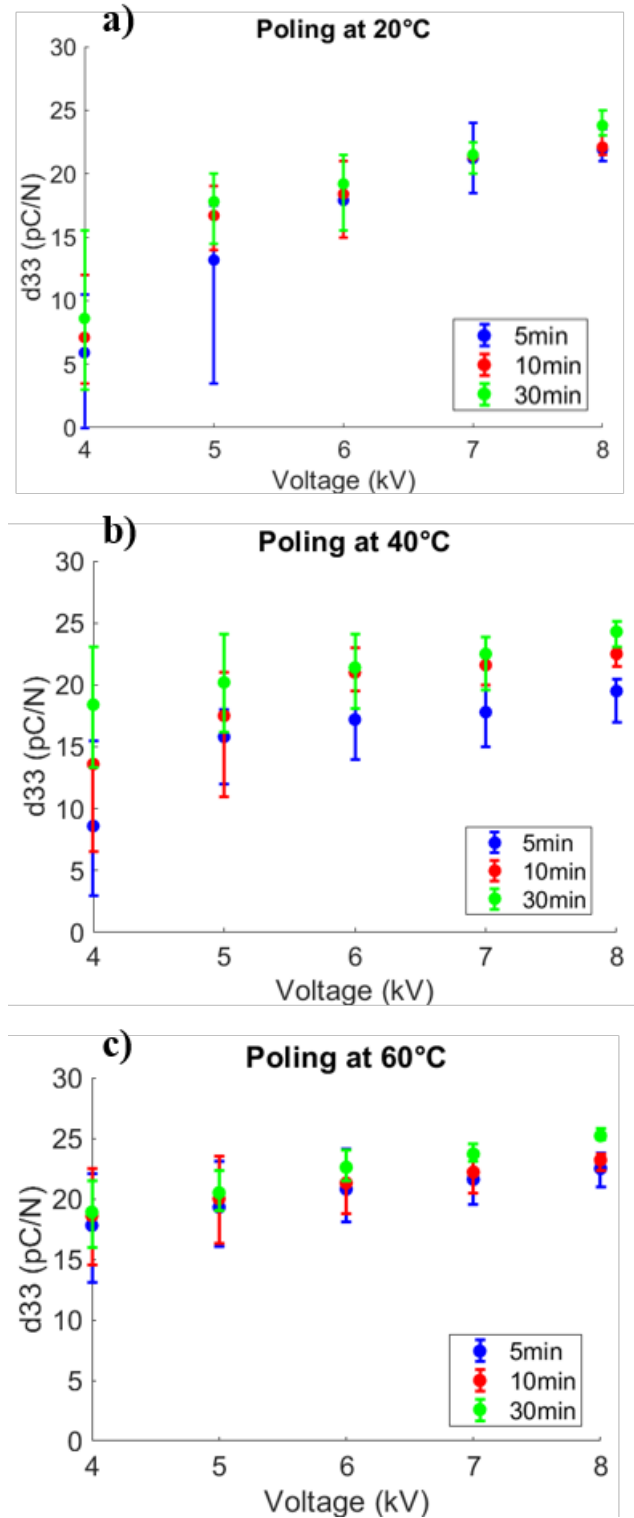 a)
Poling at 20°C
30
25
20
15
10
5
0
d33 (pC/N)
4 5 6 7 8
Voltage (kV)
5min
10min
30min
b)
Poling at 40°C
30
25
20
15
10
5
0
d33 (pC/N)
4 5 6 7 8
Voltage (kV)
5min
10min
30min
c)
Poling at 60°C
30
25
20
15
10
5
0
d33 (pC/N)
4 5 6 7 8
Voltage (kV)
5min
10min
30min